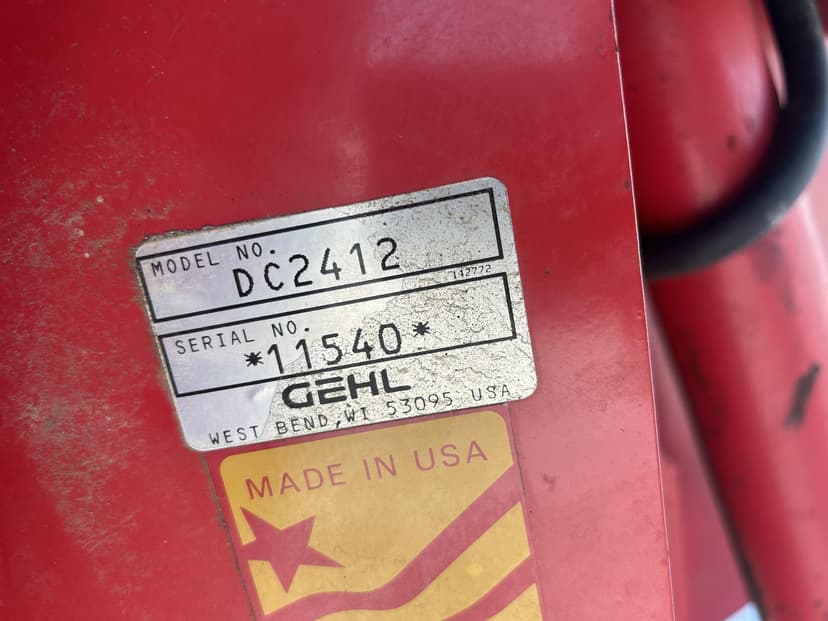 MODEL NO.
DC2412
142772
SERIAL NO.
*11540*
GEHL
WEST BEND, WI 53095 USA
MADE IN USA